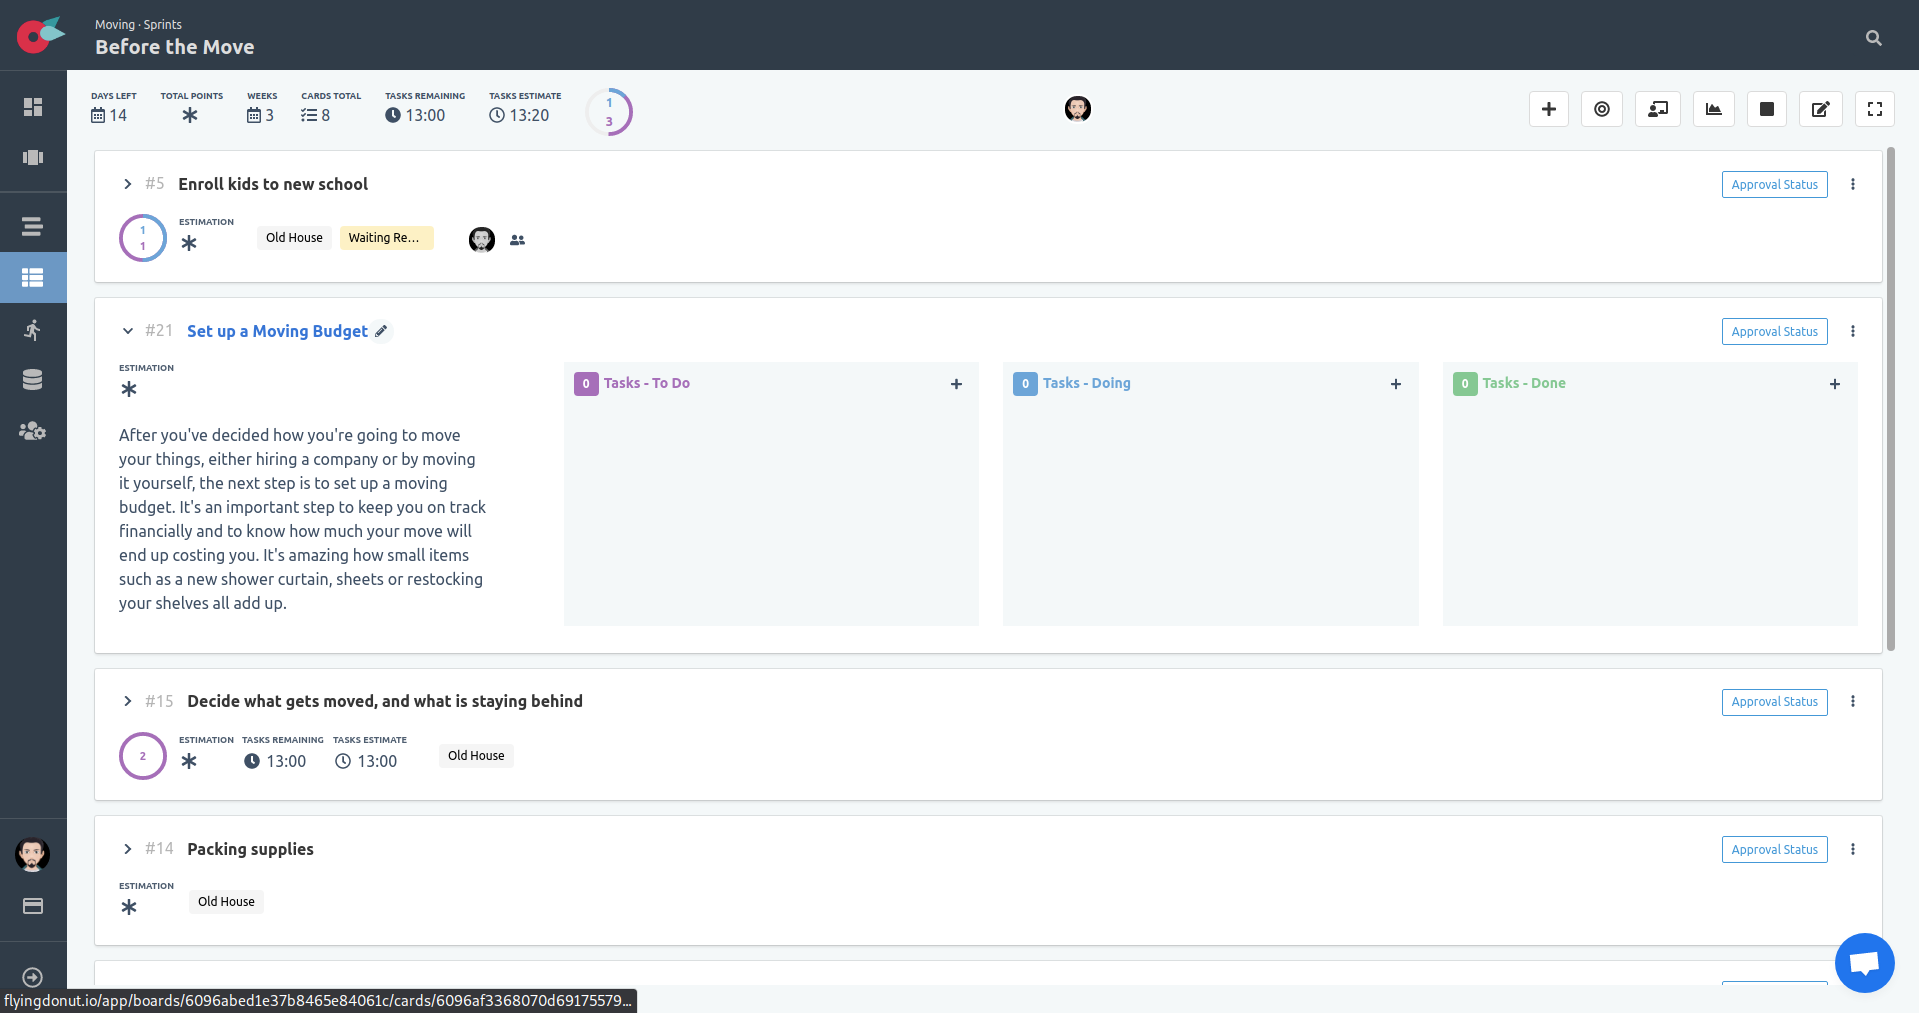 Moving · Sprints
Before the Move
DAYS LEFT
14
TOTAL POINTS
WEEKS
3
CARDS TOTAL
8
TASKS REMAINING
13:00
TASKS ESTIMATE
13:20
1
3
#5 Enroll kids to new school
Approval Status
1
1
ESTIMATION
Old House
Waiting Re...
#21 Set up a Moving Budget
Approval Status
ESTIMATION
After you've decided how you're going to move
your things, either hiring a company or by moving
it yourself, the next step is to set up a moving
budget. It's an important step to keep you on track
financially and to know how much your move will
end up costing you. It's amazing how small items
such as a new shower curtain, sheets or restocking
your shelves all add up.
0 Tasks - To Do
0 Tasks - Doing
0 Tasks - Done
#15 Decide what gets moved, and what is staying behind
Approval Status
2
ESTIMATION
TASKS REMAINING
13:00
TASKS ESTIMATE
13:00
Old House
#14 Packing supplies
Approval Status
ESTIMATION
Old House
flyingdonut.io/app/boards/6096abed1e37b8465e84061c/cards/6096af3368070d69175579...